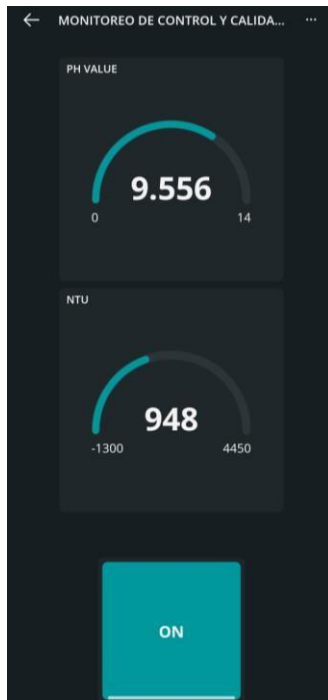 MONITOREO DE CONTROL Y CALIDA...
PH VALUE
9.556
0 14
NTU
948
-1300 4450
ON